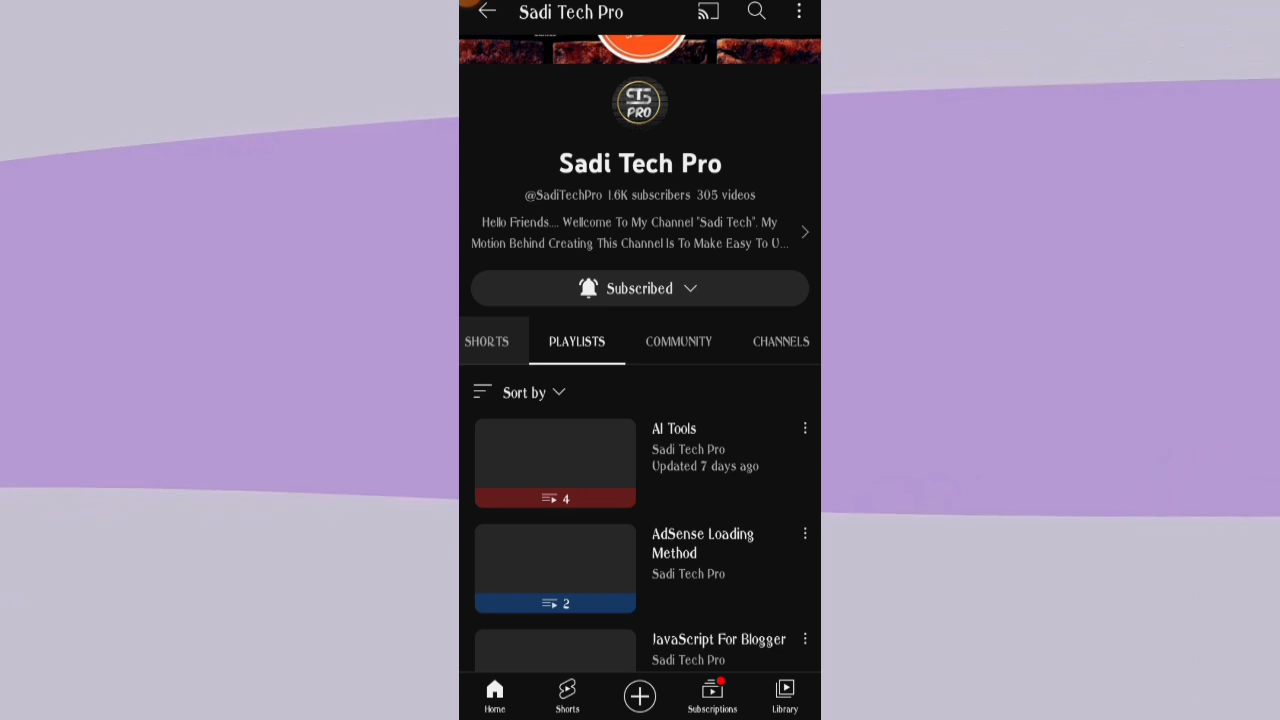 Sadi Tech Pro
STS
PRO
Sadi Tech Pro
@SadiTechPro 1.6K subscribers 305 videos
Hello Friends.... Wellcome To My Channel "Sadi Tech". My
Motion Behind Creating This Channel Is To Make Easy To U...
Subscribed
SHORTS PLAYLISTS COMMUNITY CHANNELS
Sort by
AI Tools
Sadi Tech Pro
Updated 7 days ago
4
AdSense Loading
Method
Sadi Tech Pro
2
JavaScript For Blogger
Sadi Tech Pro
Home Shorts Subscriptions Library